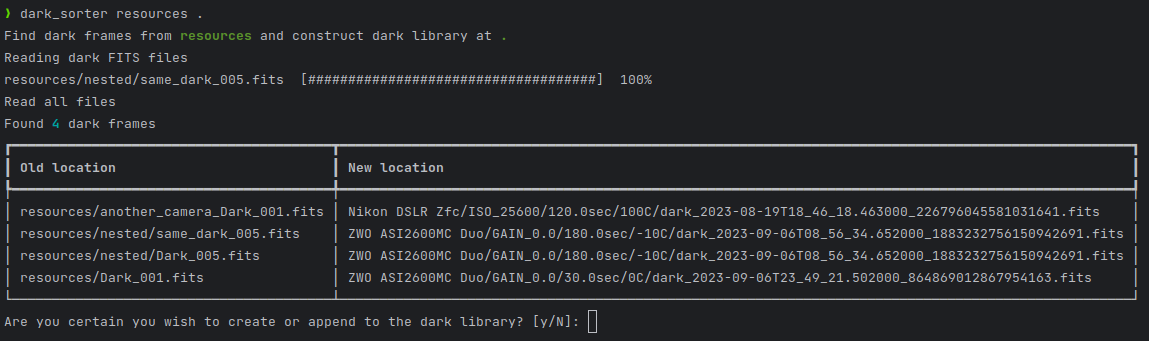 ❯ dark_sorter resources .
Find dark frames from resources and construct dark library at .
Reading dark FITS files
resources/nested/same_dark_005.fits  [####################################]  100%
Read all files
Found 4 dark frames
Old location  New location
resources/another_camera_Dark_001.fits  Nikon DSLR Zfc/ISO_25600/120.0sec/100C/dark_2023-08-19T18_46_18.463000_226796045581031641.fits
resources/nested/same_dark_005.fits  ZWO ASI2600MC Duo/GAIN_0.0/180.0sec/-10C/dark_2023-09-06T08_56_34.652000_1883232756150942691.fits
resources/nested/Dark_005.fits  ZWO ASI2600MC Duo/GAIN_0.0/180.0sec/-10C/dark_2023-09-06T08_56_34.652000_1883232756150942691.fits
resources/Dark_001.fits  ZWO ASI2600MC Duo/GAIN_0.0/30.0sec/0C/dark_2023-09-06T23_49_21.502000_864869012867954163.fits
Are you certain you wish to create or append to the dark library? [y/N]: